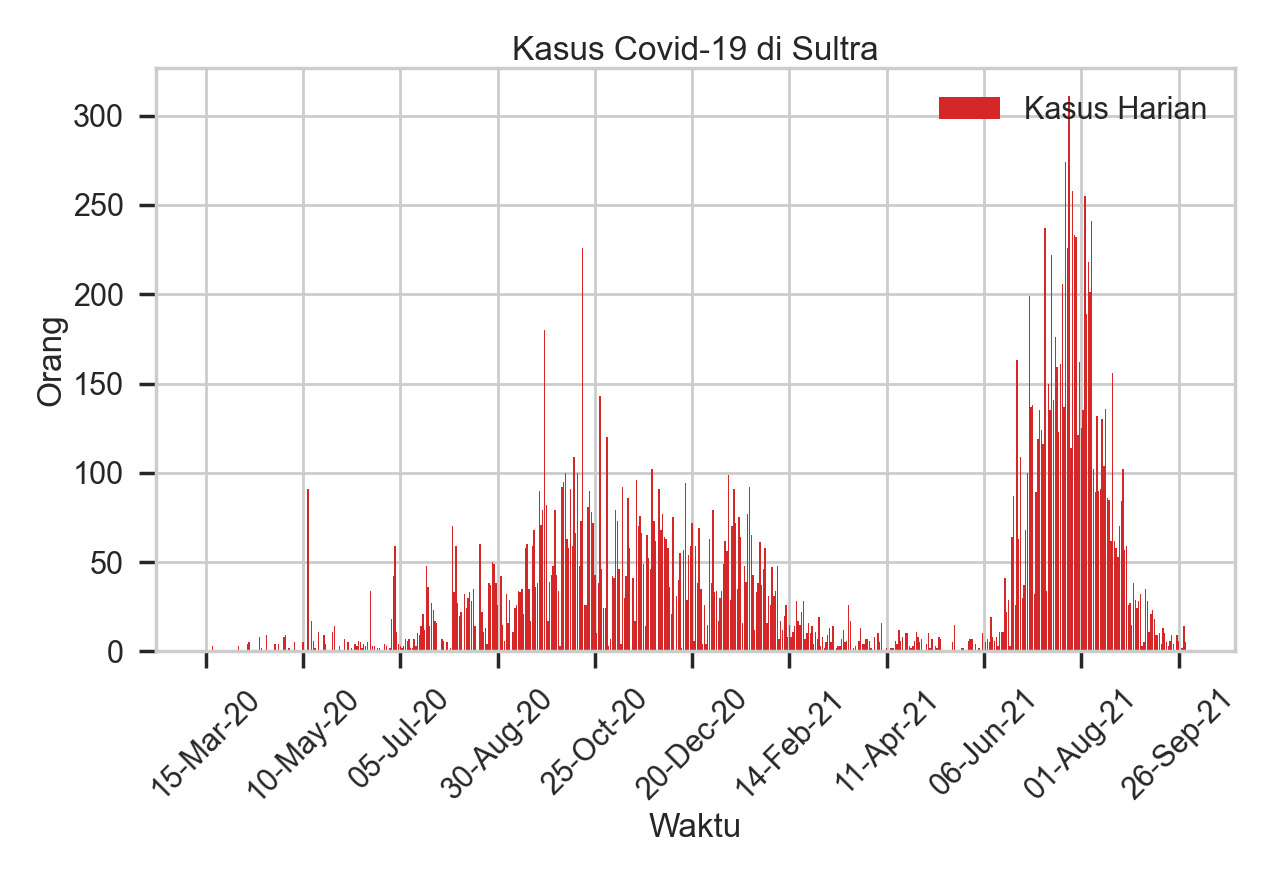 Kasus Covid-19 di Sultra
Kasus Harian
300
250
200
150
100
50
0
Orang
15-Mar-20
10-May-20
05-Jul-20
30-Aug-20
25-Oct-20
20-Dec-20
14-Feb-21
11-Apr-21
06-Jun-21
01-Aug-21
26-Sep-21
Waktu